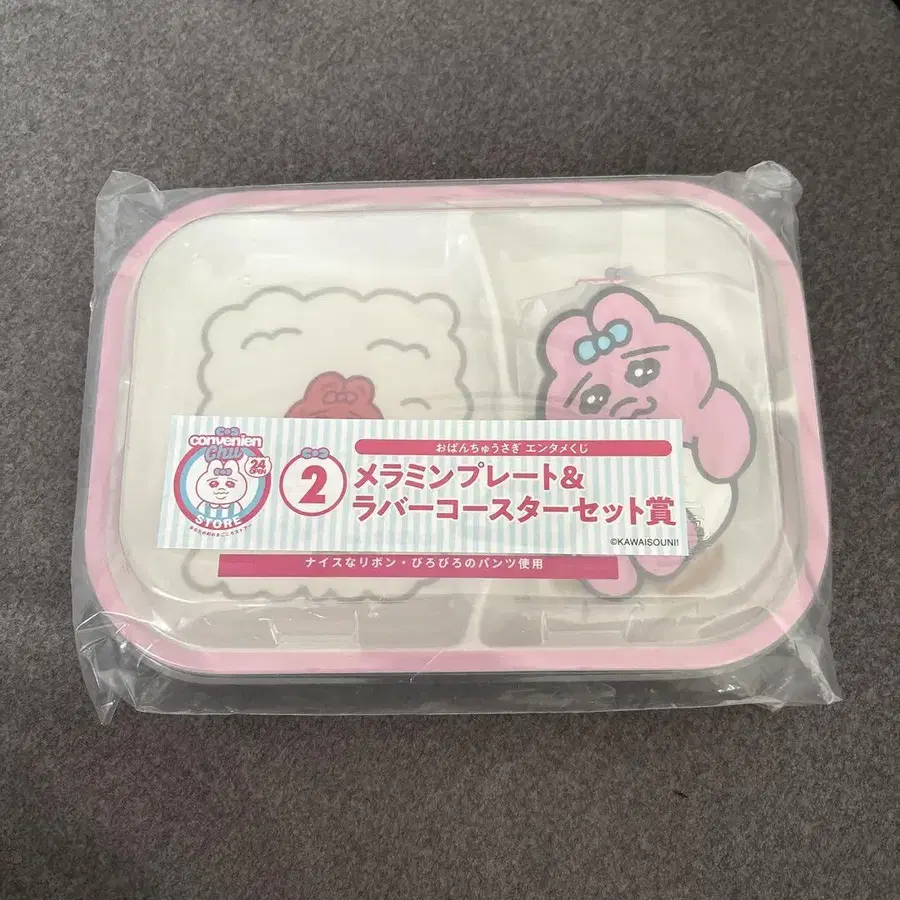 convenien
chu
24
OPEN
STORE
おぱんちゅうさぎ エンタメくじ
2
メラミンプレート&
ラバーコースターセット賞
©KAWAISOUNI!
ナイスなリボン・びろびろのパンツ使用